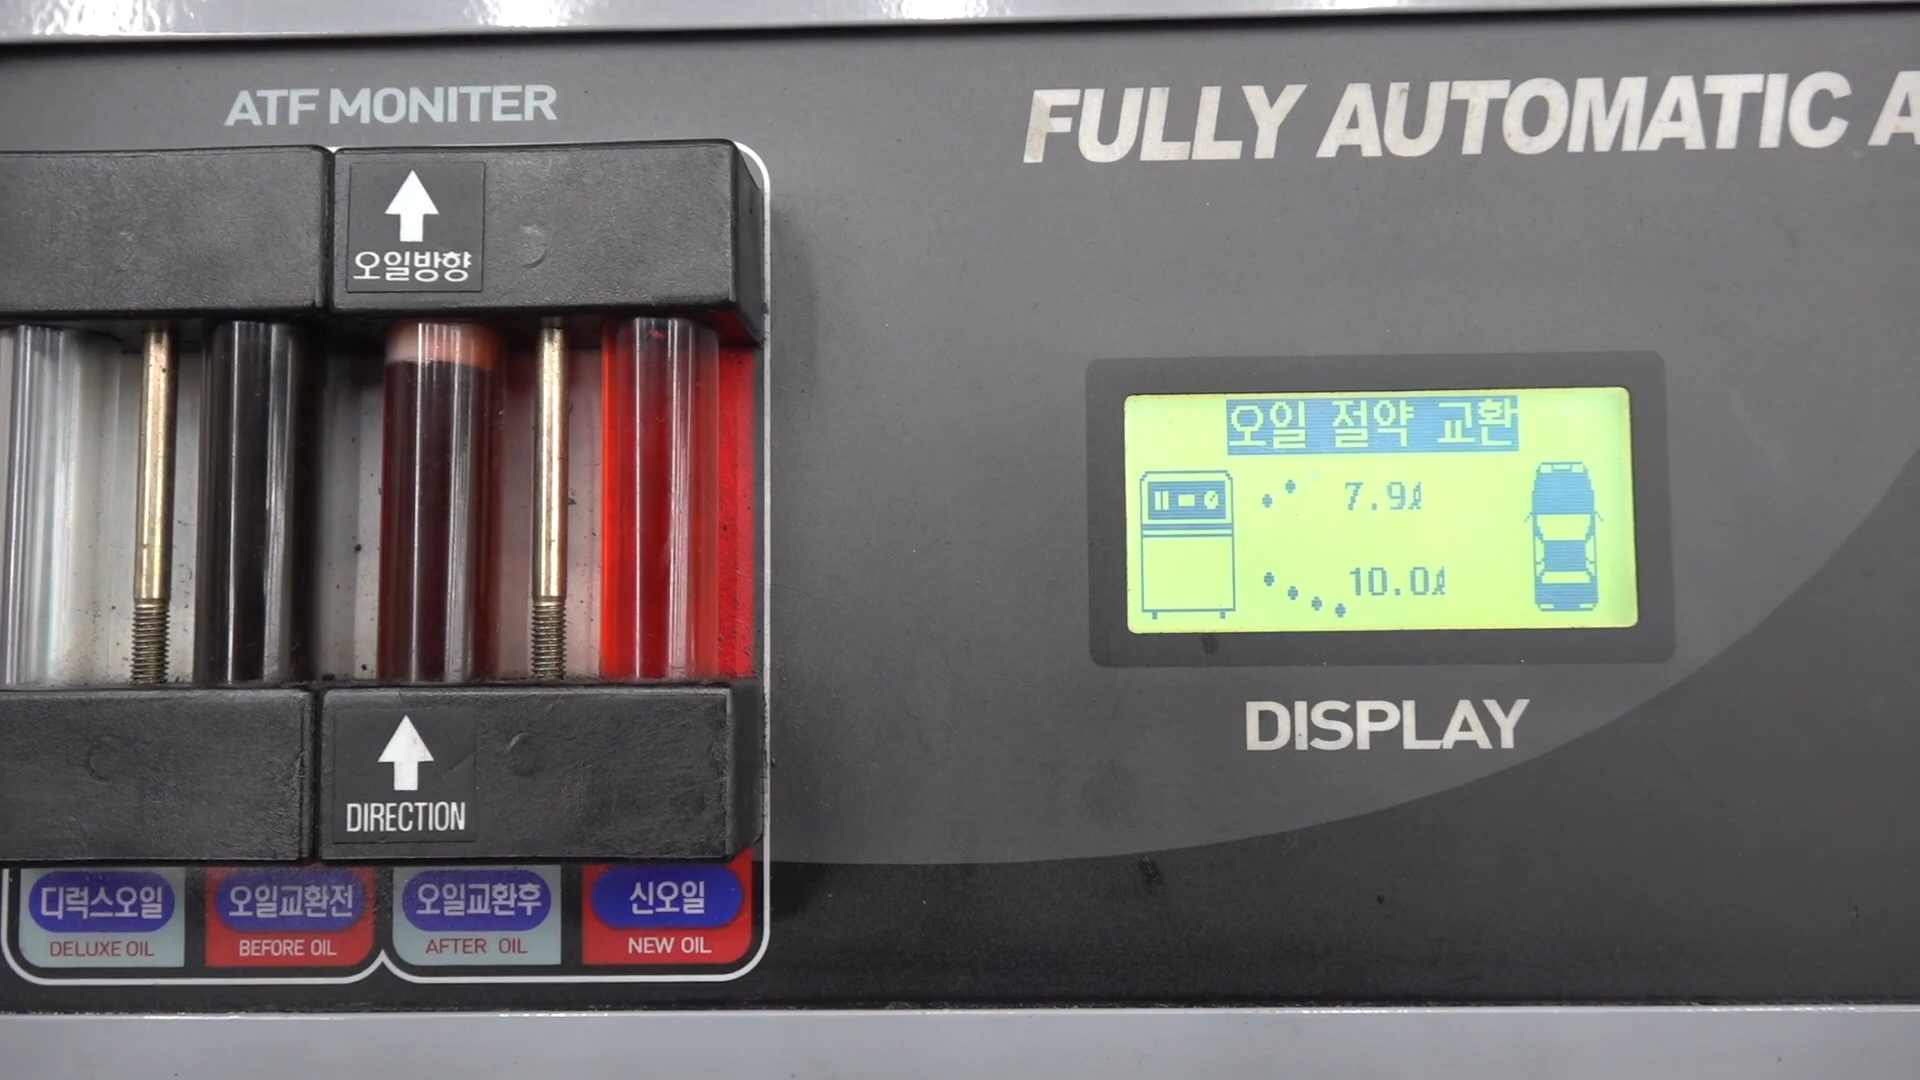 ATF MONITER
FULLY AUTOMATIC A
오일방향
오일 절약 교환
7.9ℓ
10.0ℓ
DISPLAY
DIRECTION
디럭스오일
오일교환전
오일교환후
신오일
DELUXE OIL
BEFORE OIL
AFTER OIL
NEW OIL